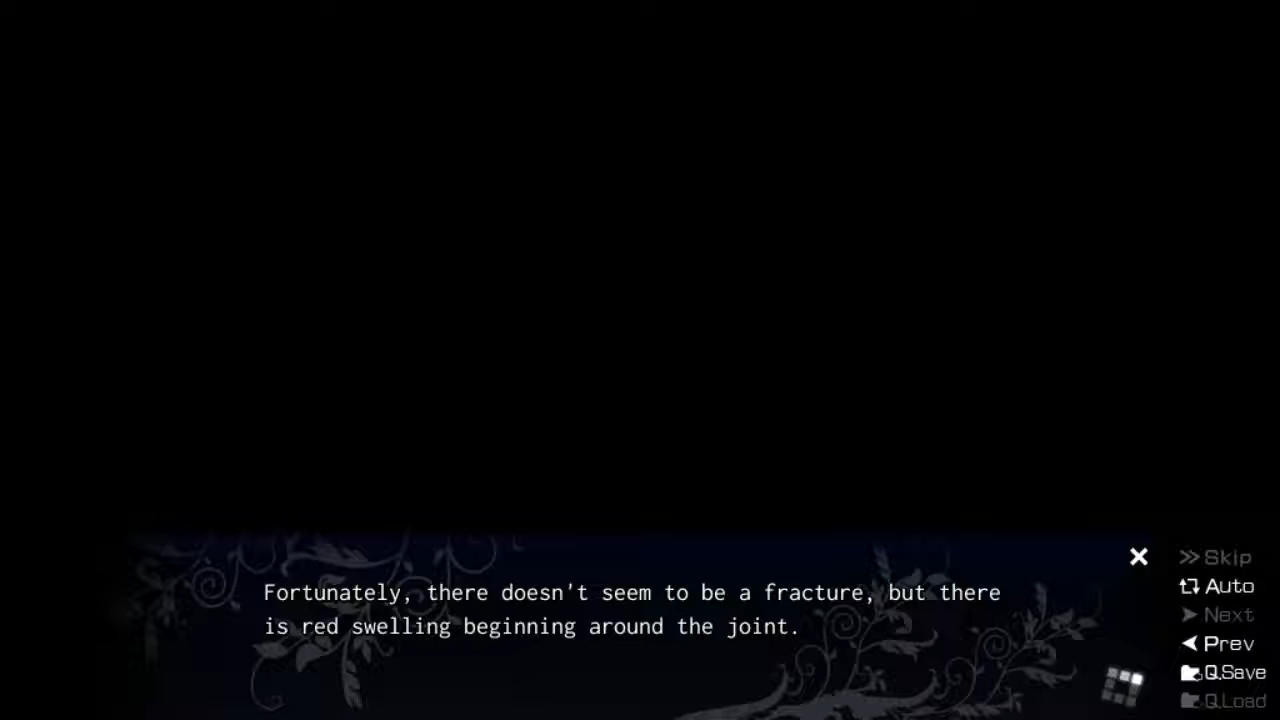 Fortunately, there doesn't seem to be a fracture, but there
is red swelling beginning around the joint.
Skip
Auto
Next
Prev
Q.Save
Q.Load